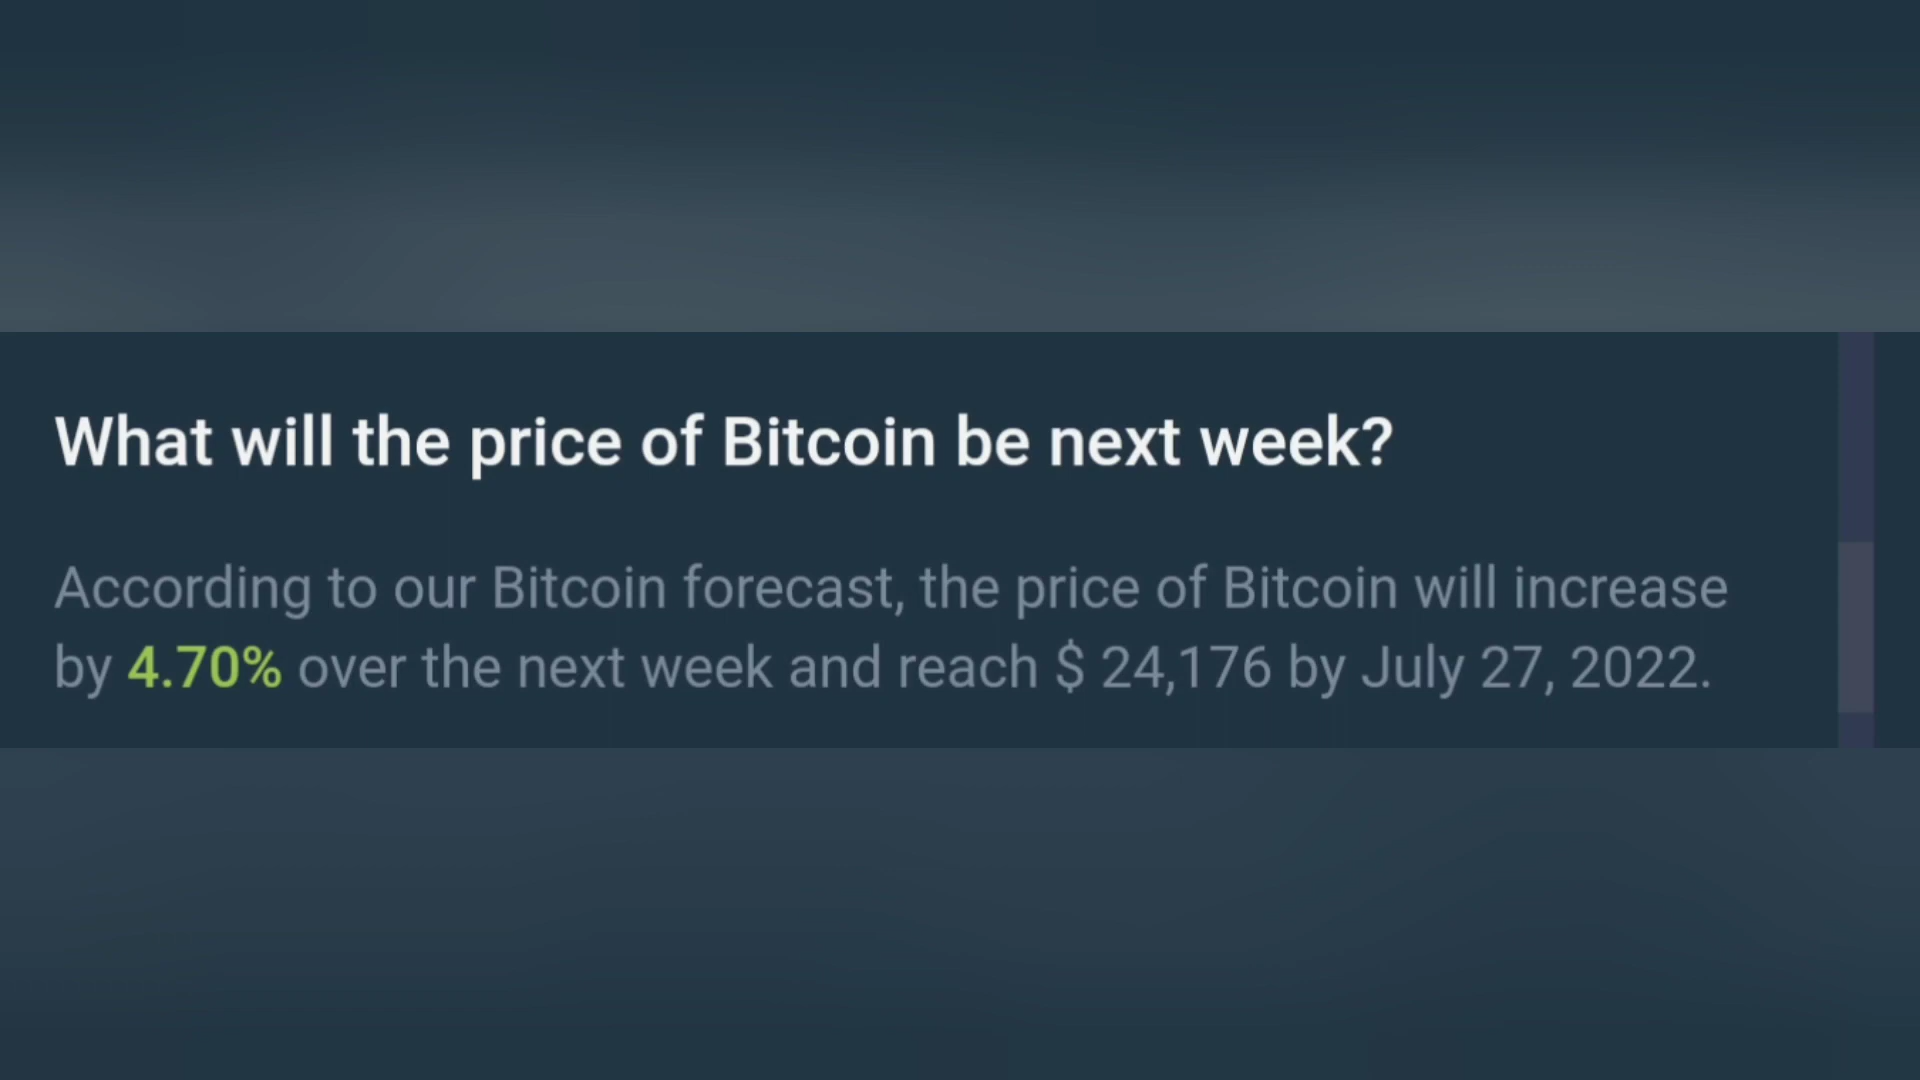 What will the price of Bitcoin be next week?
According to our Bitcoin forecast, the price of Bitcoin will increase
by 4.70% over the next week and reach $ 24,176 by July 27, 2022.